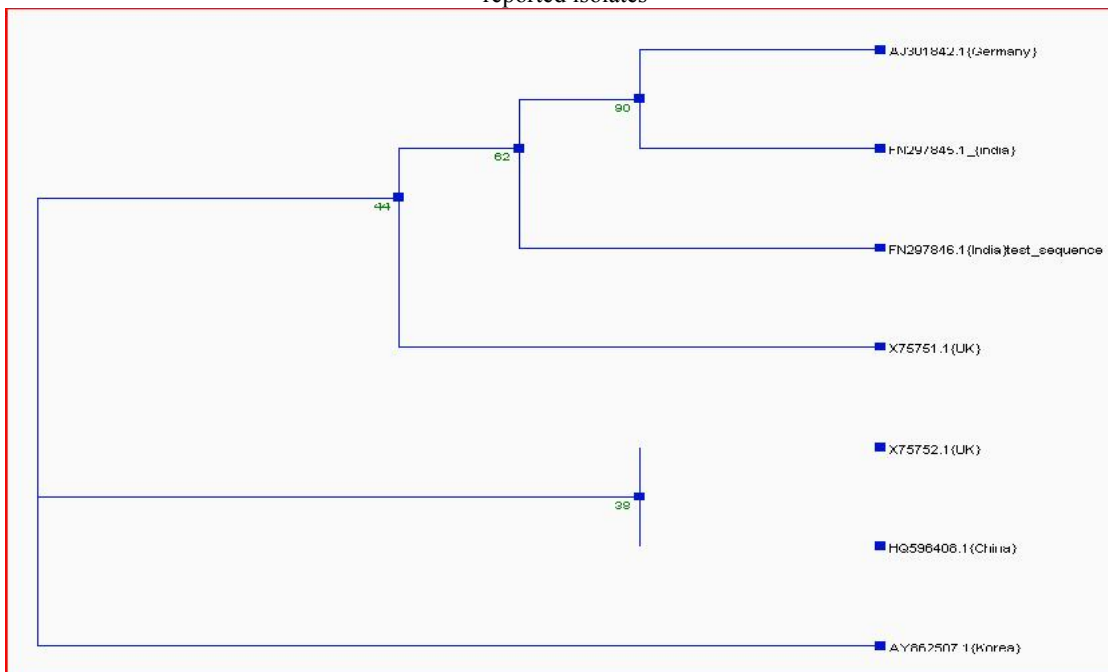 reported isolates
AJ301842.1{Germany}
90
FN297845.1_{India}
62
44
FN297846.1{India}test_sequence
X75751.1{UK}
X75752.1{UK}
39
HQ596408.1{China}
AY862507.1{Korea}